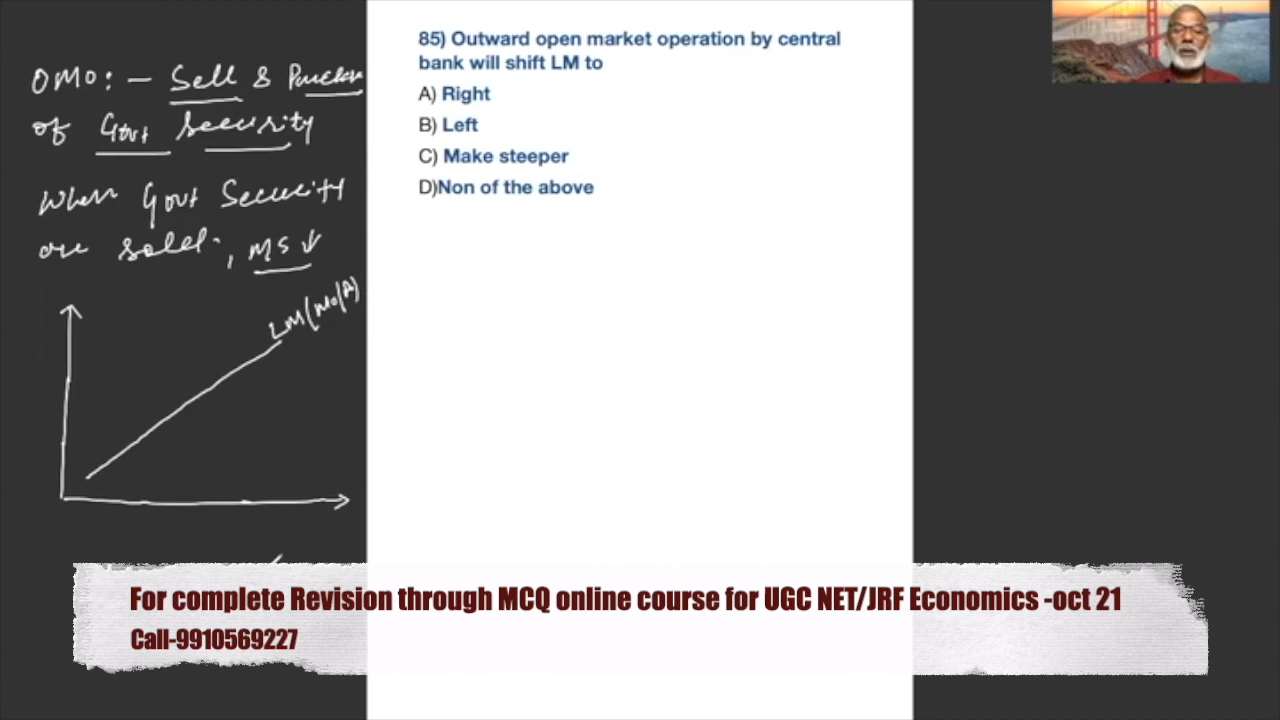 OMO: - Sell & Purchase
of Govt Security
When Govt Security
are sold, MS ↓
LM(M0/P)
85) Outward open market operation by central
bank will shift LM to
A) Right
B) Left
C) Make steeper
D)Non of the above
For complete Revision through MCQ online course for UGC NET/JRF Economics -oct 21
Call-9910569227